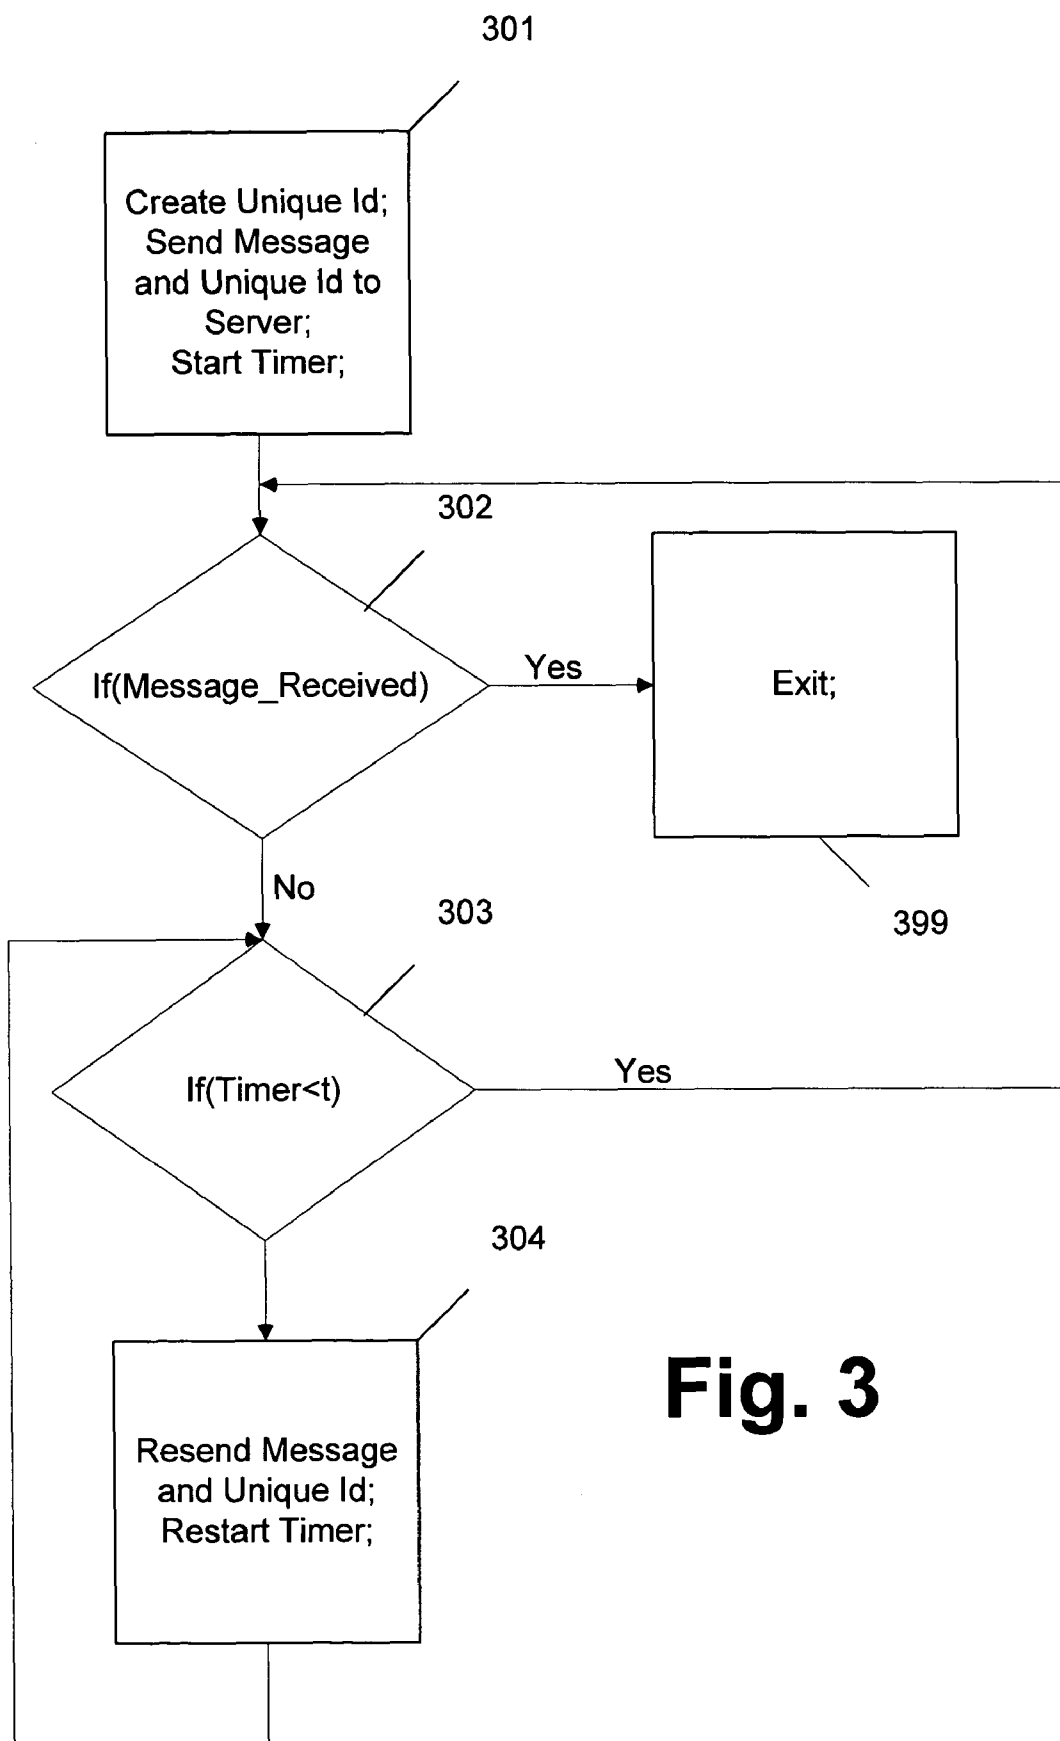 301
Create Unique Id;
Send Message
and Unique Id to
Server;
Start Timer;
302
If(Message_Received)
Yes
Exit;
No
303
399
If(Timer<t)
Yes
304
Resend Message
and Unique Id;
Restart Timer;
Fig. 3